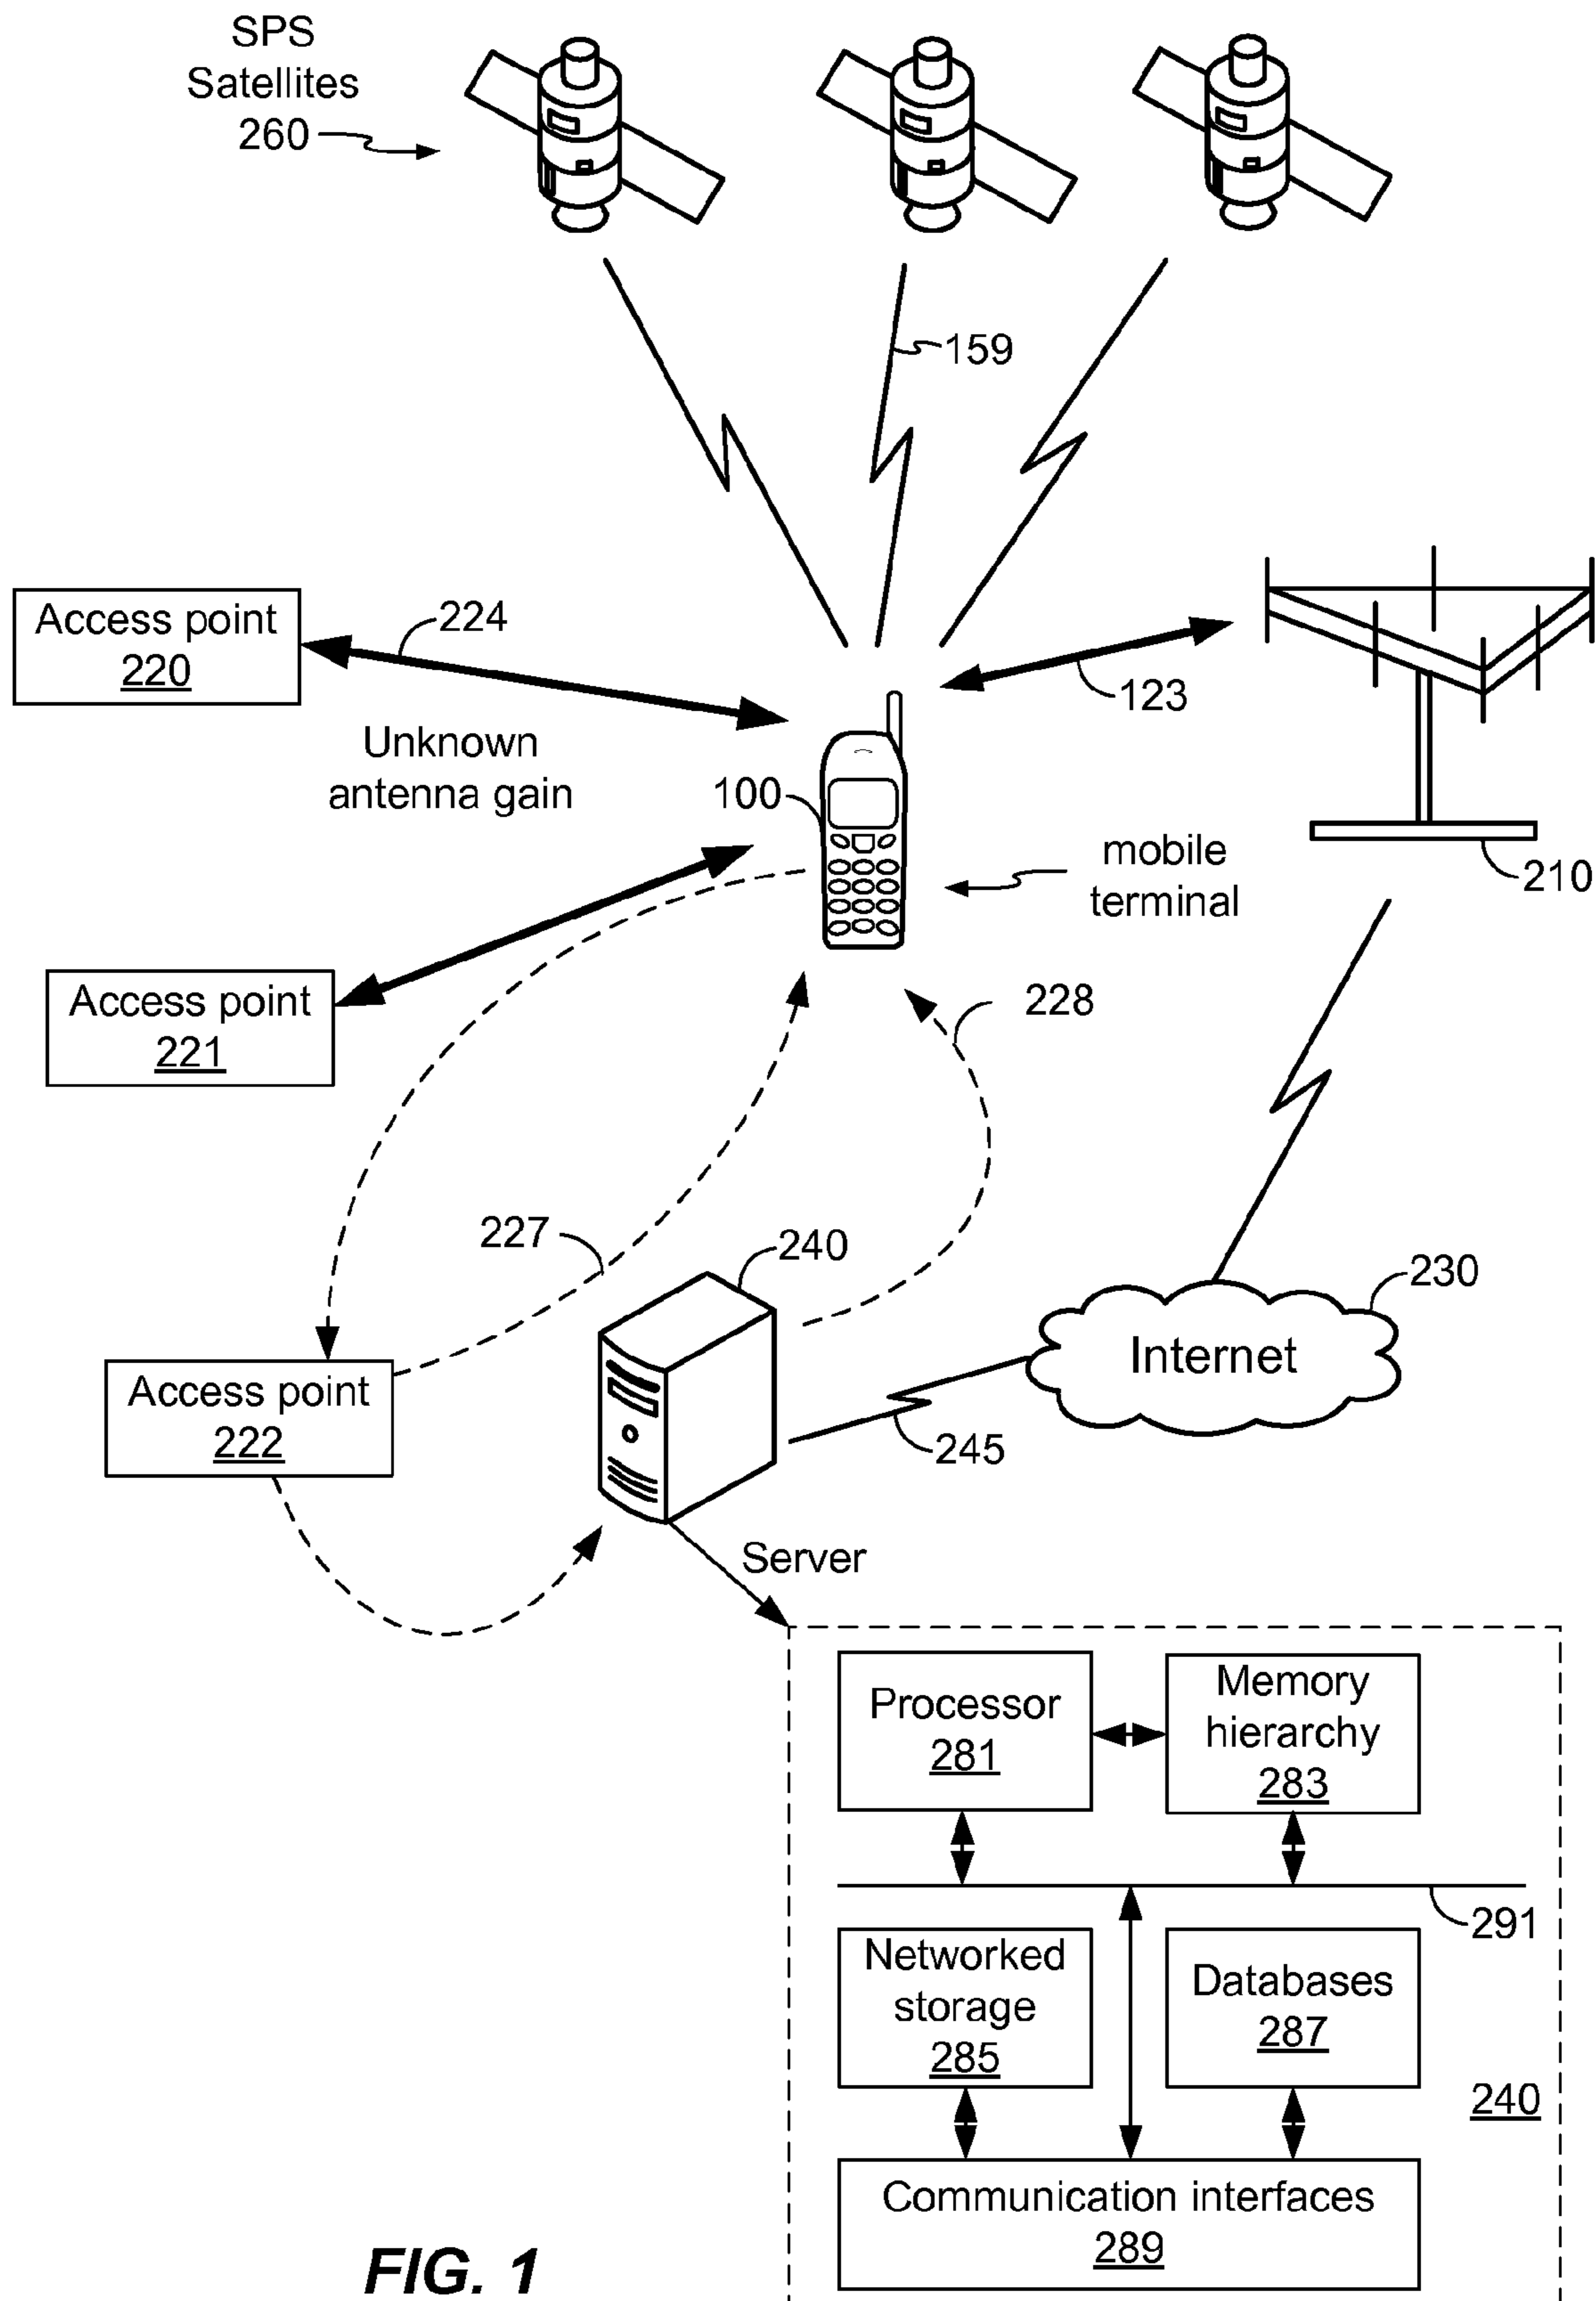 SPS
Satellites
260
159
Access point
220
224
123
Unknown
antenna gain
100
mobile
terminal
210
Access point
221
228
227
240
230
Internet
Access point
222
245
Server
Processor
281
Memory
hierarchy
283
291
Networked
storage
285
Databases
287
240
Communication interfaces
289
FIG. 1